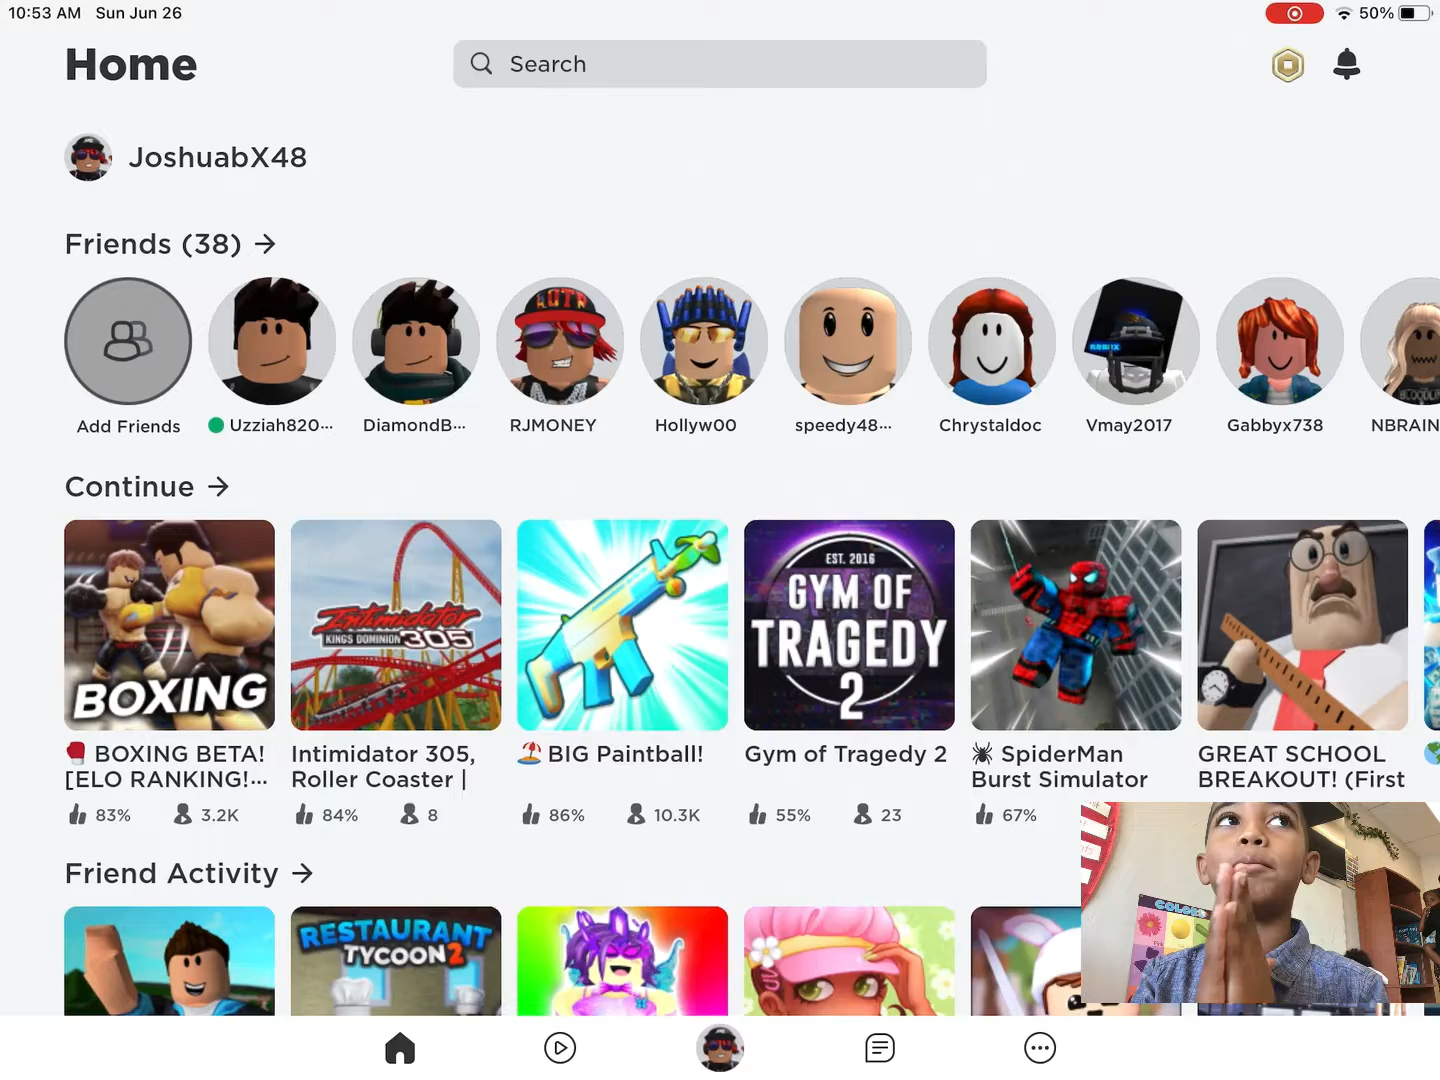 10:53 AM Sun Jun 26
50%
Home
Search
JoshuabX48
Friends (38)
Add Friends
Uzziah820...
DiamondB...
RJMONEY
Hollyw00
speedy48...
Chrystaldoc
Vmay2017
Gabbyx738
NBRAIN
Continue
BOXING
Intimidator
KINGS DOMINION 305
EST. 2016
GYM OF
TRAGEDY
2
BOXING BETA!
[ELO RANKING!...
Intimidator 305,
Roller Coaster |
BIG Paintball!
Gym of Tragedy 2
SpiderMan
Burst Simulator
GREAT SCHOOL
BREAKOUT! (First
83% 3.2K
84% 8
86% 10.3K
55% 23
67%
Friend Activity
RESTAURANT
TYCOON 2
COLORS